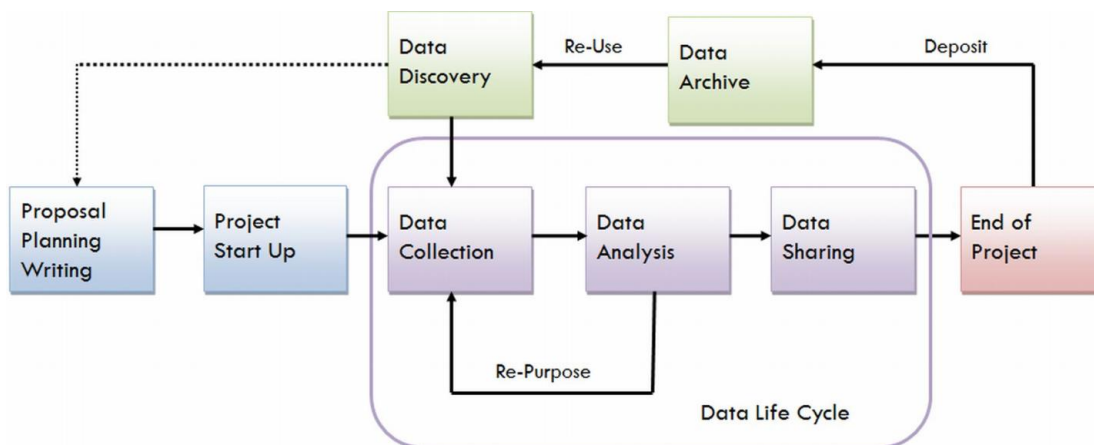 Data
Discovery
Re-Use
Data
Archive
Deposit
Proposal
Planning
Writing
Project
Start Up
Data
Collection
Data
Analysis
Data
Sharing
End of
Project
Re-Purpose
Data Life Cycle